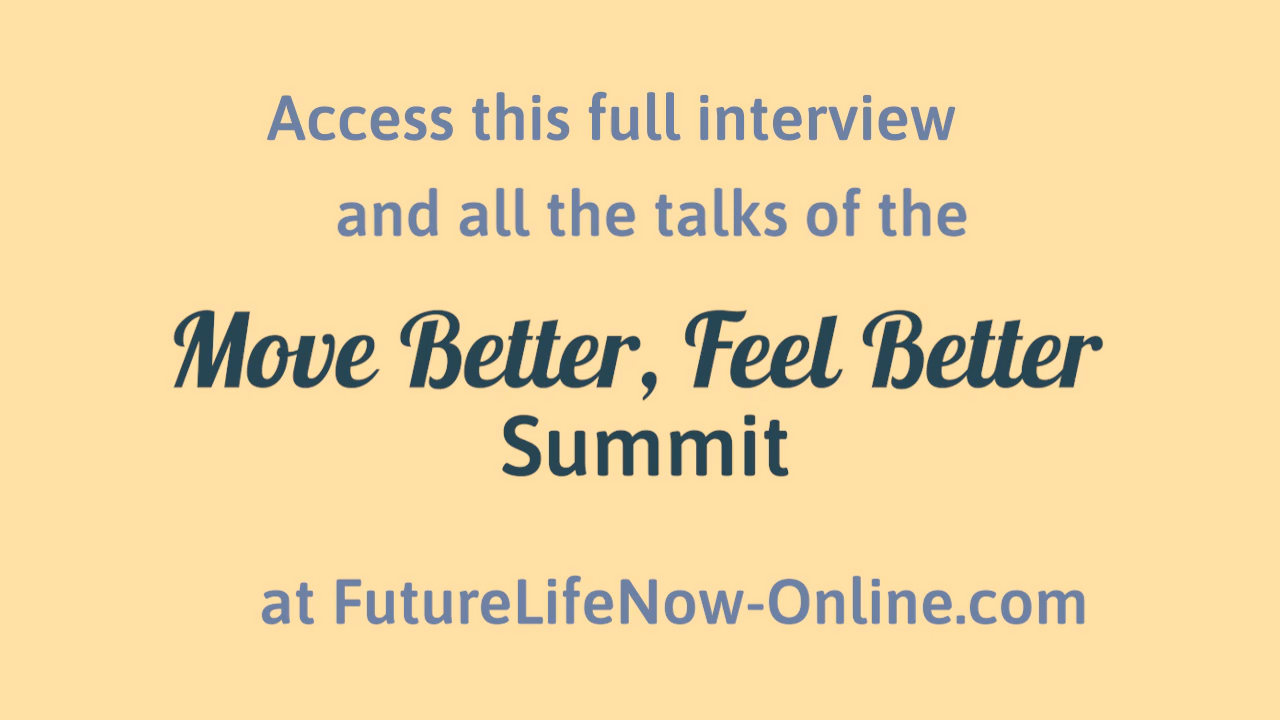 Access this full interview
and all the talks of the
Move Better, Feel Better
Summit
at FutureLifeNow-Online.com